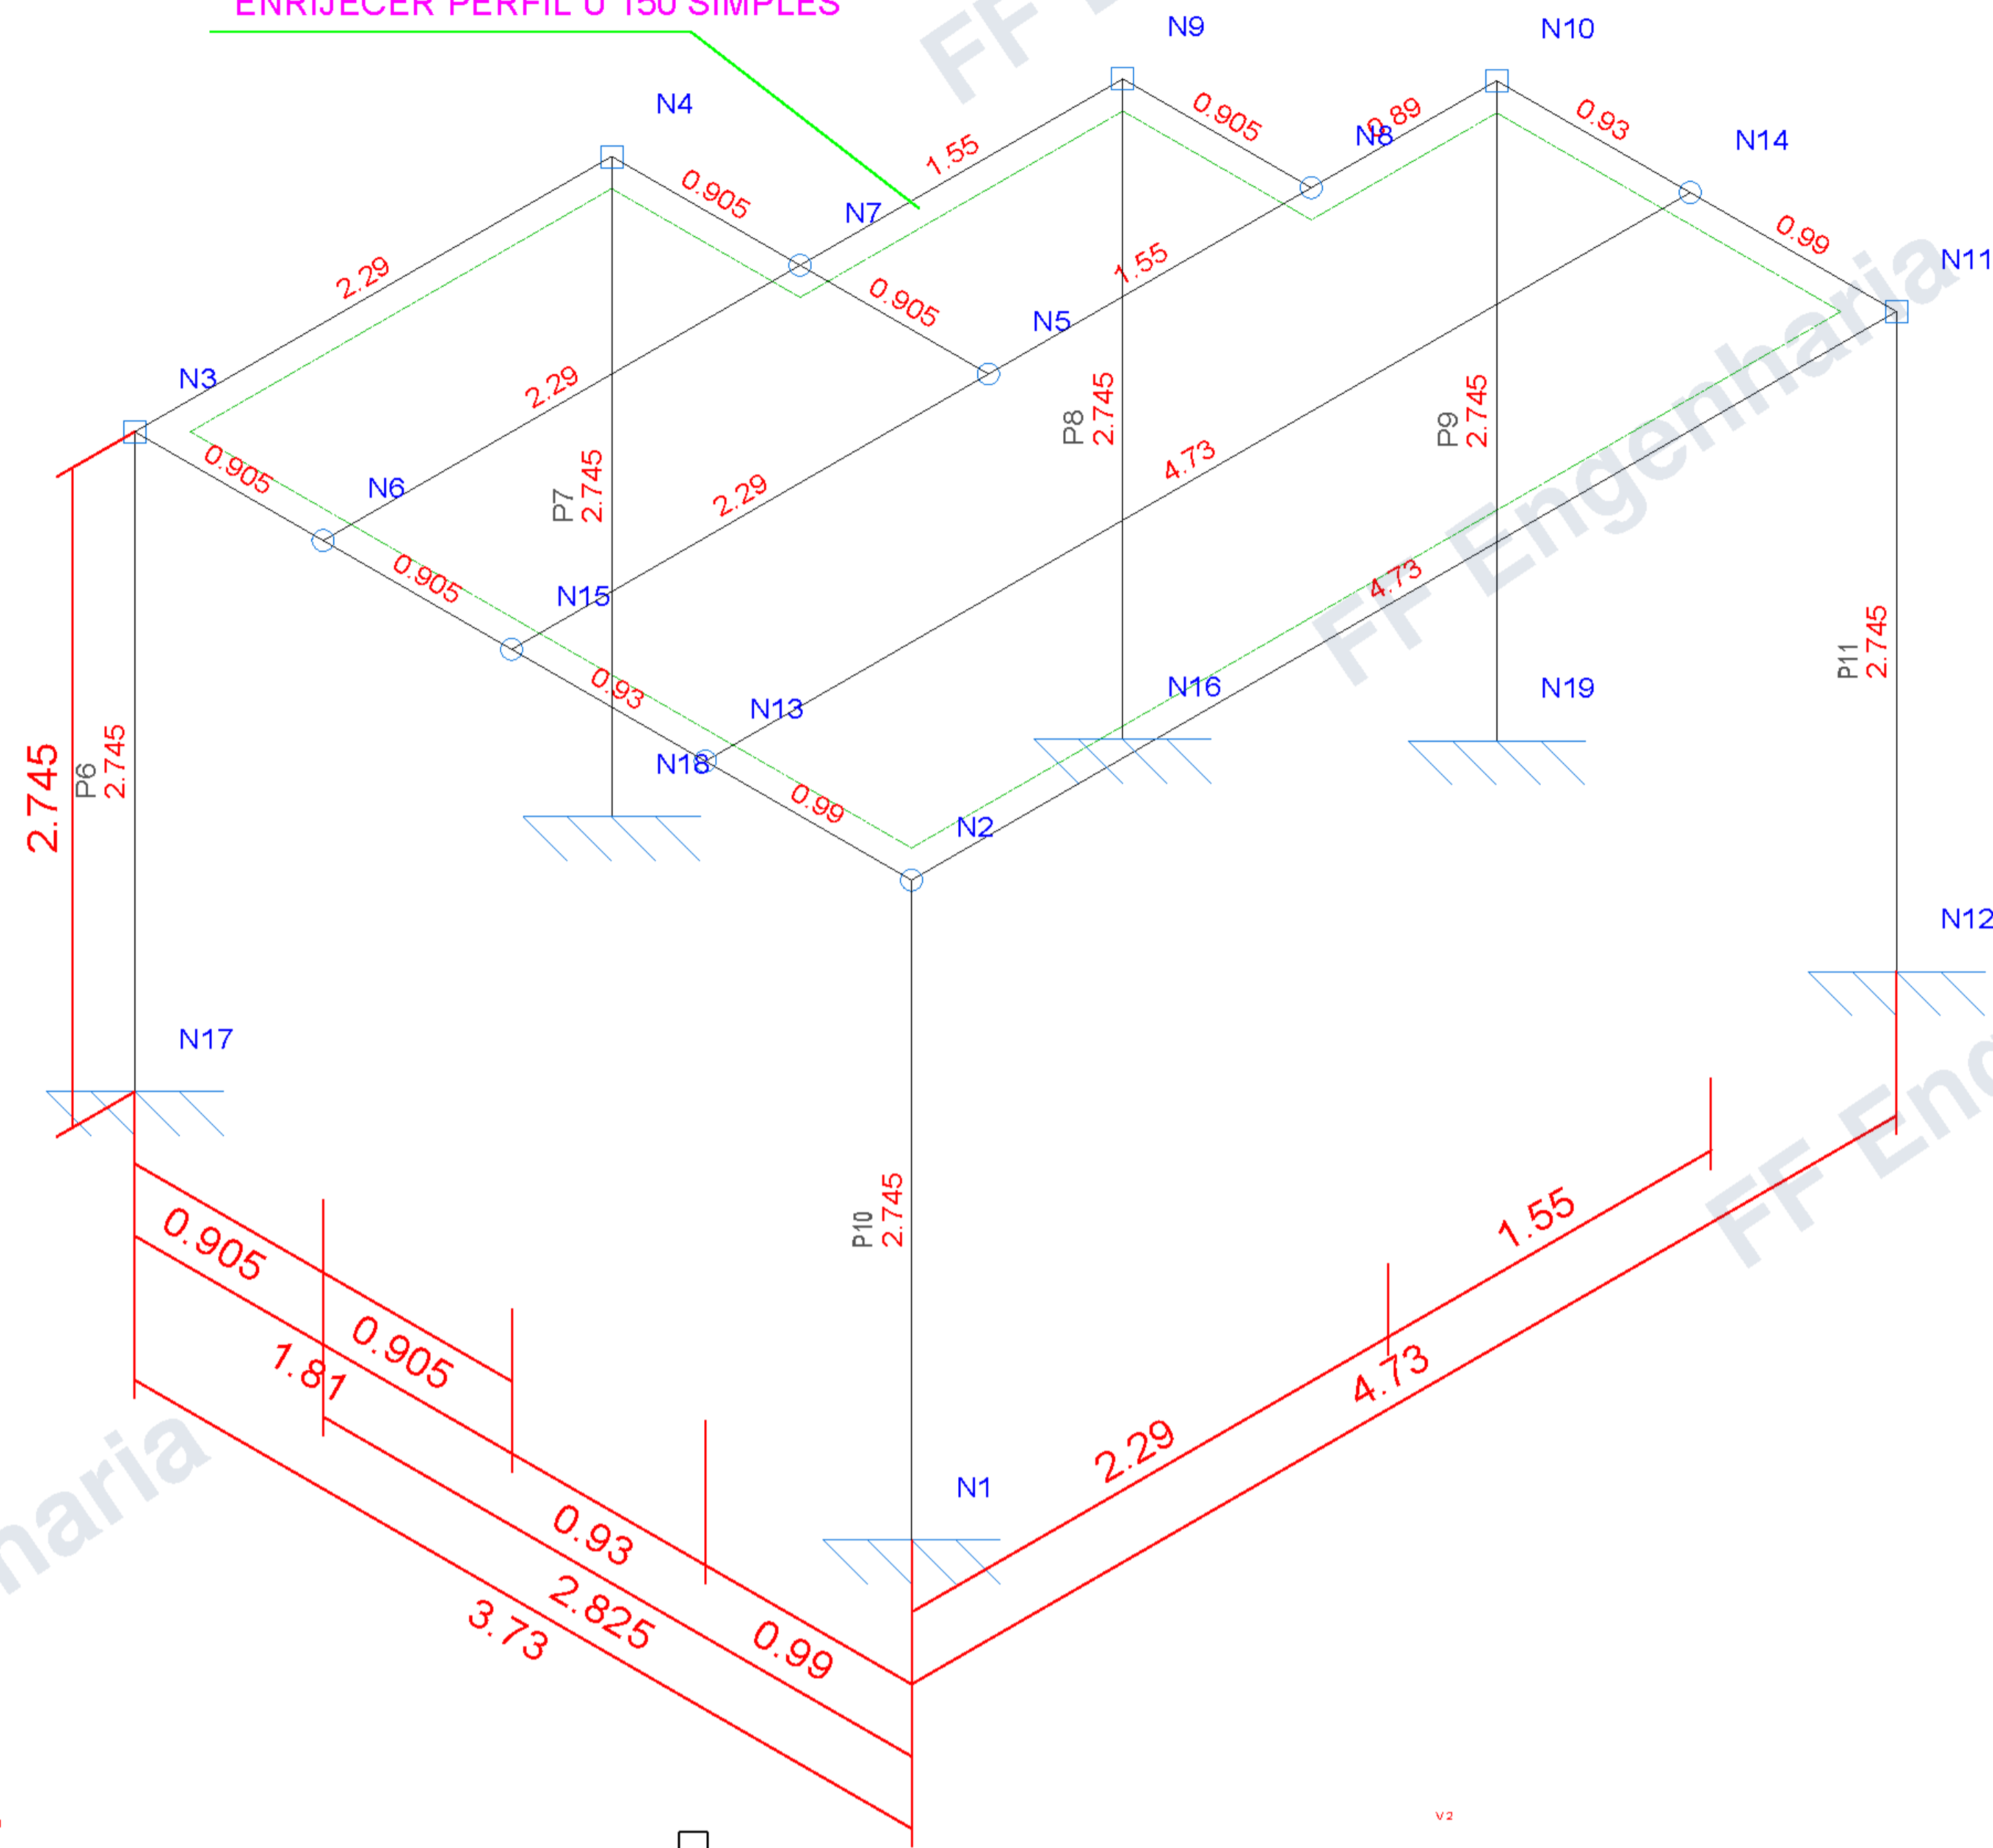 ENRIJECER PERFIL U 150 SIMPLES
N9
N10
N4
0.905
0.89
N8
0.93
N14
1.55
0.905
N7
0.99
N11
2.29
0.905
1.55
N5
N3
2.29
P8
2.745
P9
2.745
0.905
N6
P7
2.745
2.29
4.73
0.905
N15
4.73
0.93
N13
N16
N19
P11
2.745
N18
0.99
N2
2.745
P6
2.745
N12
N17
P10
2.745
0.905
1.55
0.905
1.81
4.73
2.29
N1
0.93
2.825
3.73
0.99
V2
FF Engenharia
FF Eng
naria
FF